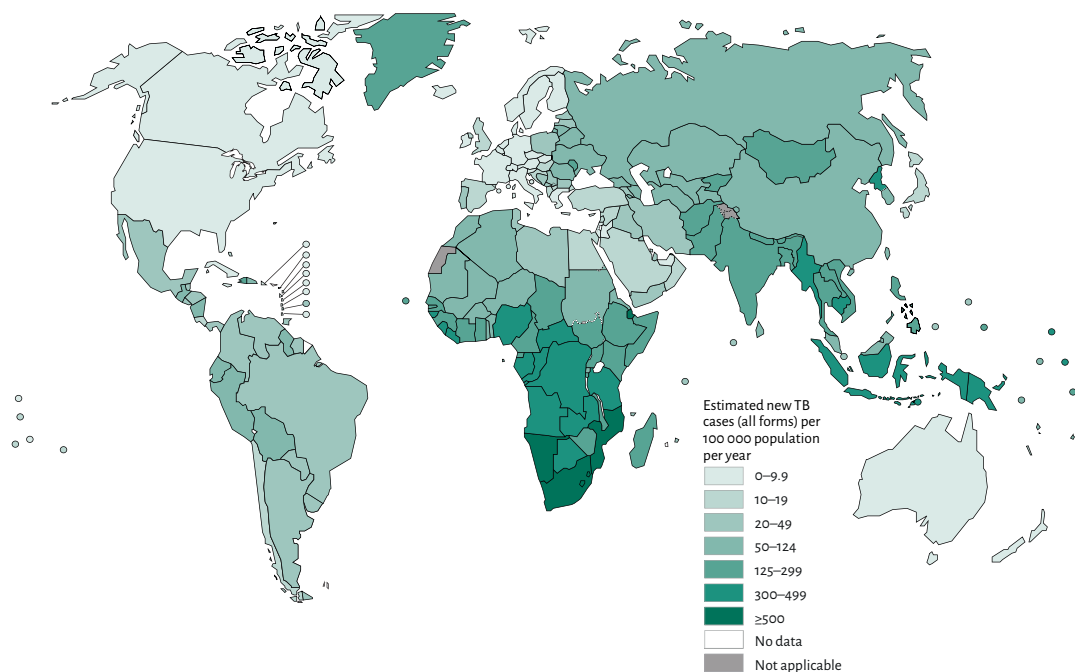 Estimated new TB
cases (all forms) per
100 000 population
per year
0–9.9
10–19
20–49
50–124
125–299
300–499
≥500
No data
Not applicable